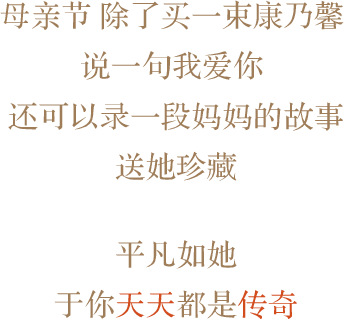 母亲节 除了买一束康乃馨
说一句我爱你
还可以录一段妈妈的故事
送她珍藏
平凡如她
于你天天都是传奇